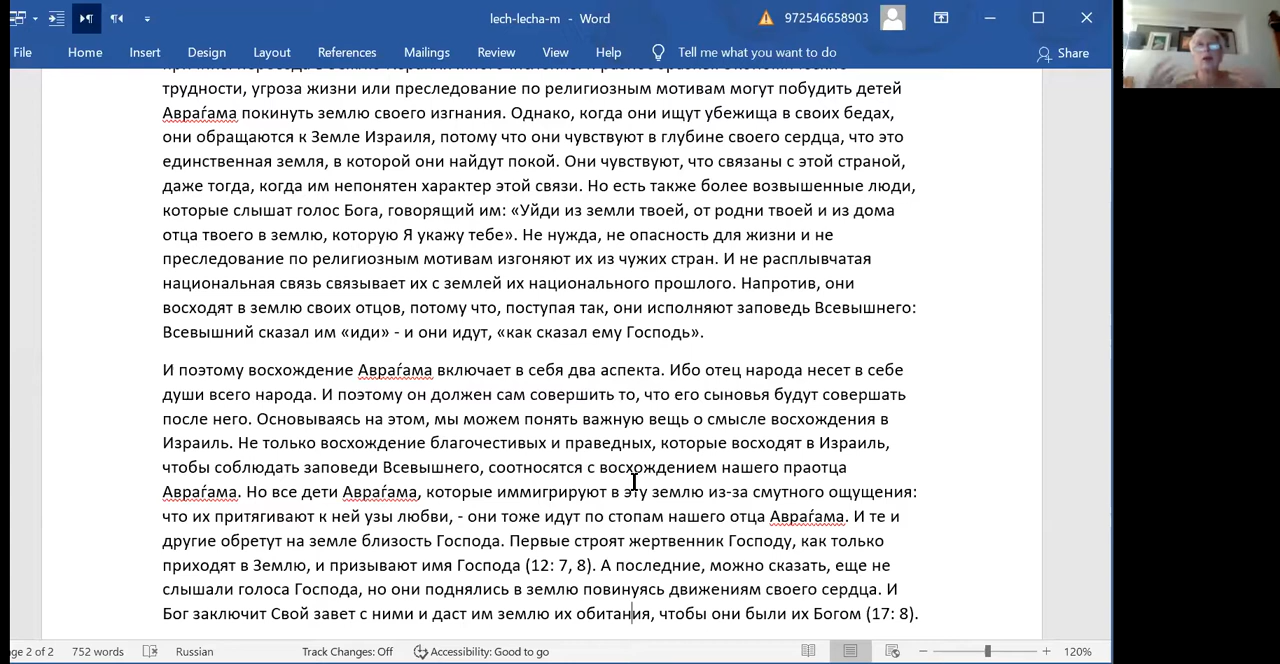 lech-lecha-m - Word
972546658903
File Home Insert Design Layout References Mailings Review View Help Tell me what you want to do Share
трудности, угроза жизни или преследование по религиозным мотивам могут побудить детей
Авраѓама покинуть землю своего изгнания. Однако, когда они ищут убежища в своих бедах,
они обращаются к Земле Израиля, потому что они чувствуют в глубине своего сердца, что это
единственная земля, в которой они найдут покой. Они чувствуют, что связаны с этой страной,
даже тогда, когда им непонятен характер этой связи. Но есть также более возвышенные люди,
которые слышат голос Бога, говорящий им: «Уйди из земли твоей, от родни твоей и из дома
отца твоего в землю, которую Я укажу тебе». Не нужда, не опасность для жизни и не
преследование по религиозным мотивам изгоняют их из чужих стран. И не расплывчатая
национальная связь связывает их с землей их национального прошлого. Напротив, они
восходят в землю своих отцов, потому что, поступая так, они исполняют заповедь Всевышнего:
Всевышний сказал им «иди» - и они идут, «как сказал ему Господь».
И поэтому восхождение Авраѓама включает в себя два аспекта. Ибо отец народа несет в себе
души всего народа. И поэтому он должен сам совершить то, что его сыновья будут совершать
после него. Основываясь на этом, мы можем понять важную вещь о смысле восхождения в
Израиль. Не только восхождение благочестивых и праведных, которые восходят в Израиль,
чтобы соблюдать заповеди Всевышнего, соотносятся с восхождением нашего праотца
Авраѓама. Но все дети Авраѓама, которые иммигрируют в эту землю из-за смутного ощущения:
что их притягивают к ней узы любви, - они тоже идут по стопам нашего отца Авраѓама. И те и
другие обретут на земле близость Господа. Первые строят жертвенник Господу, как только
приходят в Землю, и призывают имя Господа (12: 7, 8). А последние, можно сказать, еще не
слышали голоса Господа, но они поднялись в землю повинуясь движениям своего сердца. И
Бог заключит Свой завет с ними и даст им землю их обитания, чтобы они были их Богом (17: 8).
age 2 of 2 752 words Russian Track Changes: Off Accessibility: Good to go 120%